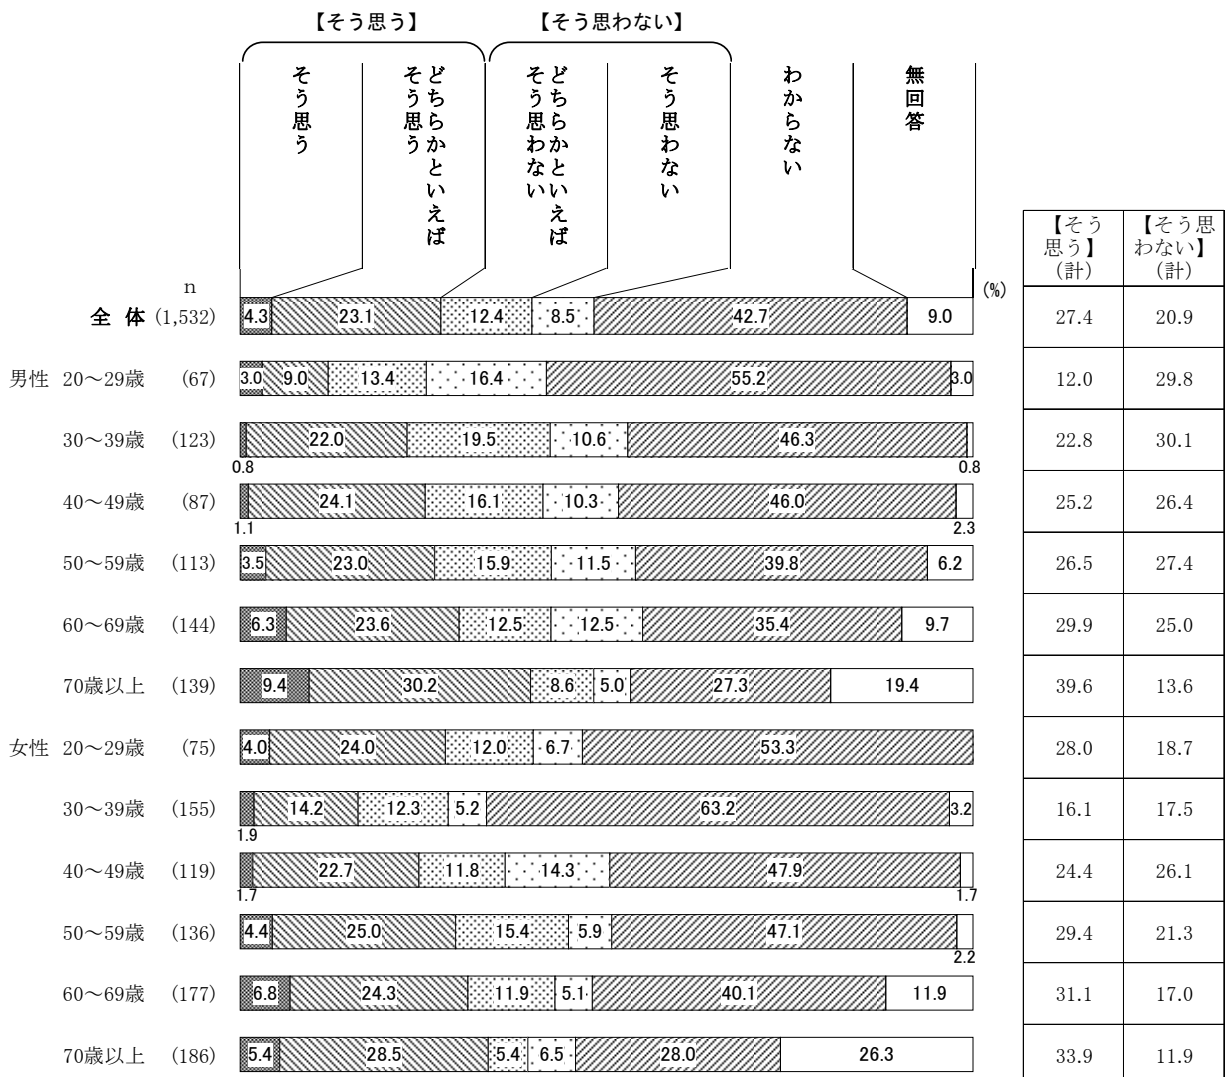 【そう思う】 【そう思わない】
そう思う
どちらかといえば
そう思う
どちらかといえば
そう思わない
そう思わない
わからない
無回答
【そう
思う】
(計)
【そう思
わない】
(計)
n
(%)
全 体 (1,532) 4.3 23.1 12.4 8.5 42.7 9.0 27.4 20.9
男性 20～29歳 (67) 3.0 9.0 13.4 16.4 55.2 3.0 12.0 29.8
30～39歳 (123) 0.8 22.0 19.5 10.6 46.3 0.8 22.8 30.1
40～49歳 (87) 1.1 24.1 16.1 10.3 46.0 2.3 25.2 26.4
50～59歳 (113) 3.5 23.0 15.9 11.5 39.8 6.2 26.5 27.4
60～69歳 (144) 6.3 23.6 12.5 12.5 35.4 9.7 29.9 25.0
70歳以上 (139) 9.4 30.2 8.6 5.0 27.3 19.4 39.6 13.6
女性 20～29歳 (75) 4.0 24.0 12.0 6.7 53.3 28.0 18.7
30～39歳 (155) 1.9 14.2 12.3 5.2 63.2 3.2 16.1 17.5
40～49歳 (119) 1.7 22.7 11.8 14.3 47.9 1.7 24.4 26.1
50～59歳 (136) 4.4 25.0 15.4 5.9 47.1 2.2 29.4 21.3
60～69歳 (177) 6.8 24.3 11.9 5.1 40.1 11.9 31.1 17.0
70歳以上 (186) 5.4 28.5 5.4 6.5 28.0 26.3 33.9 11.9